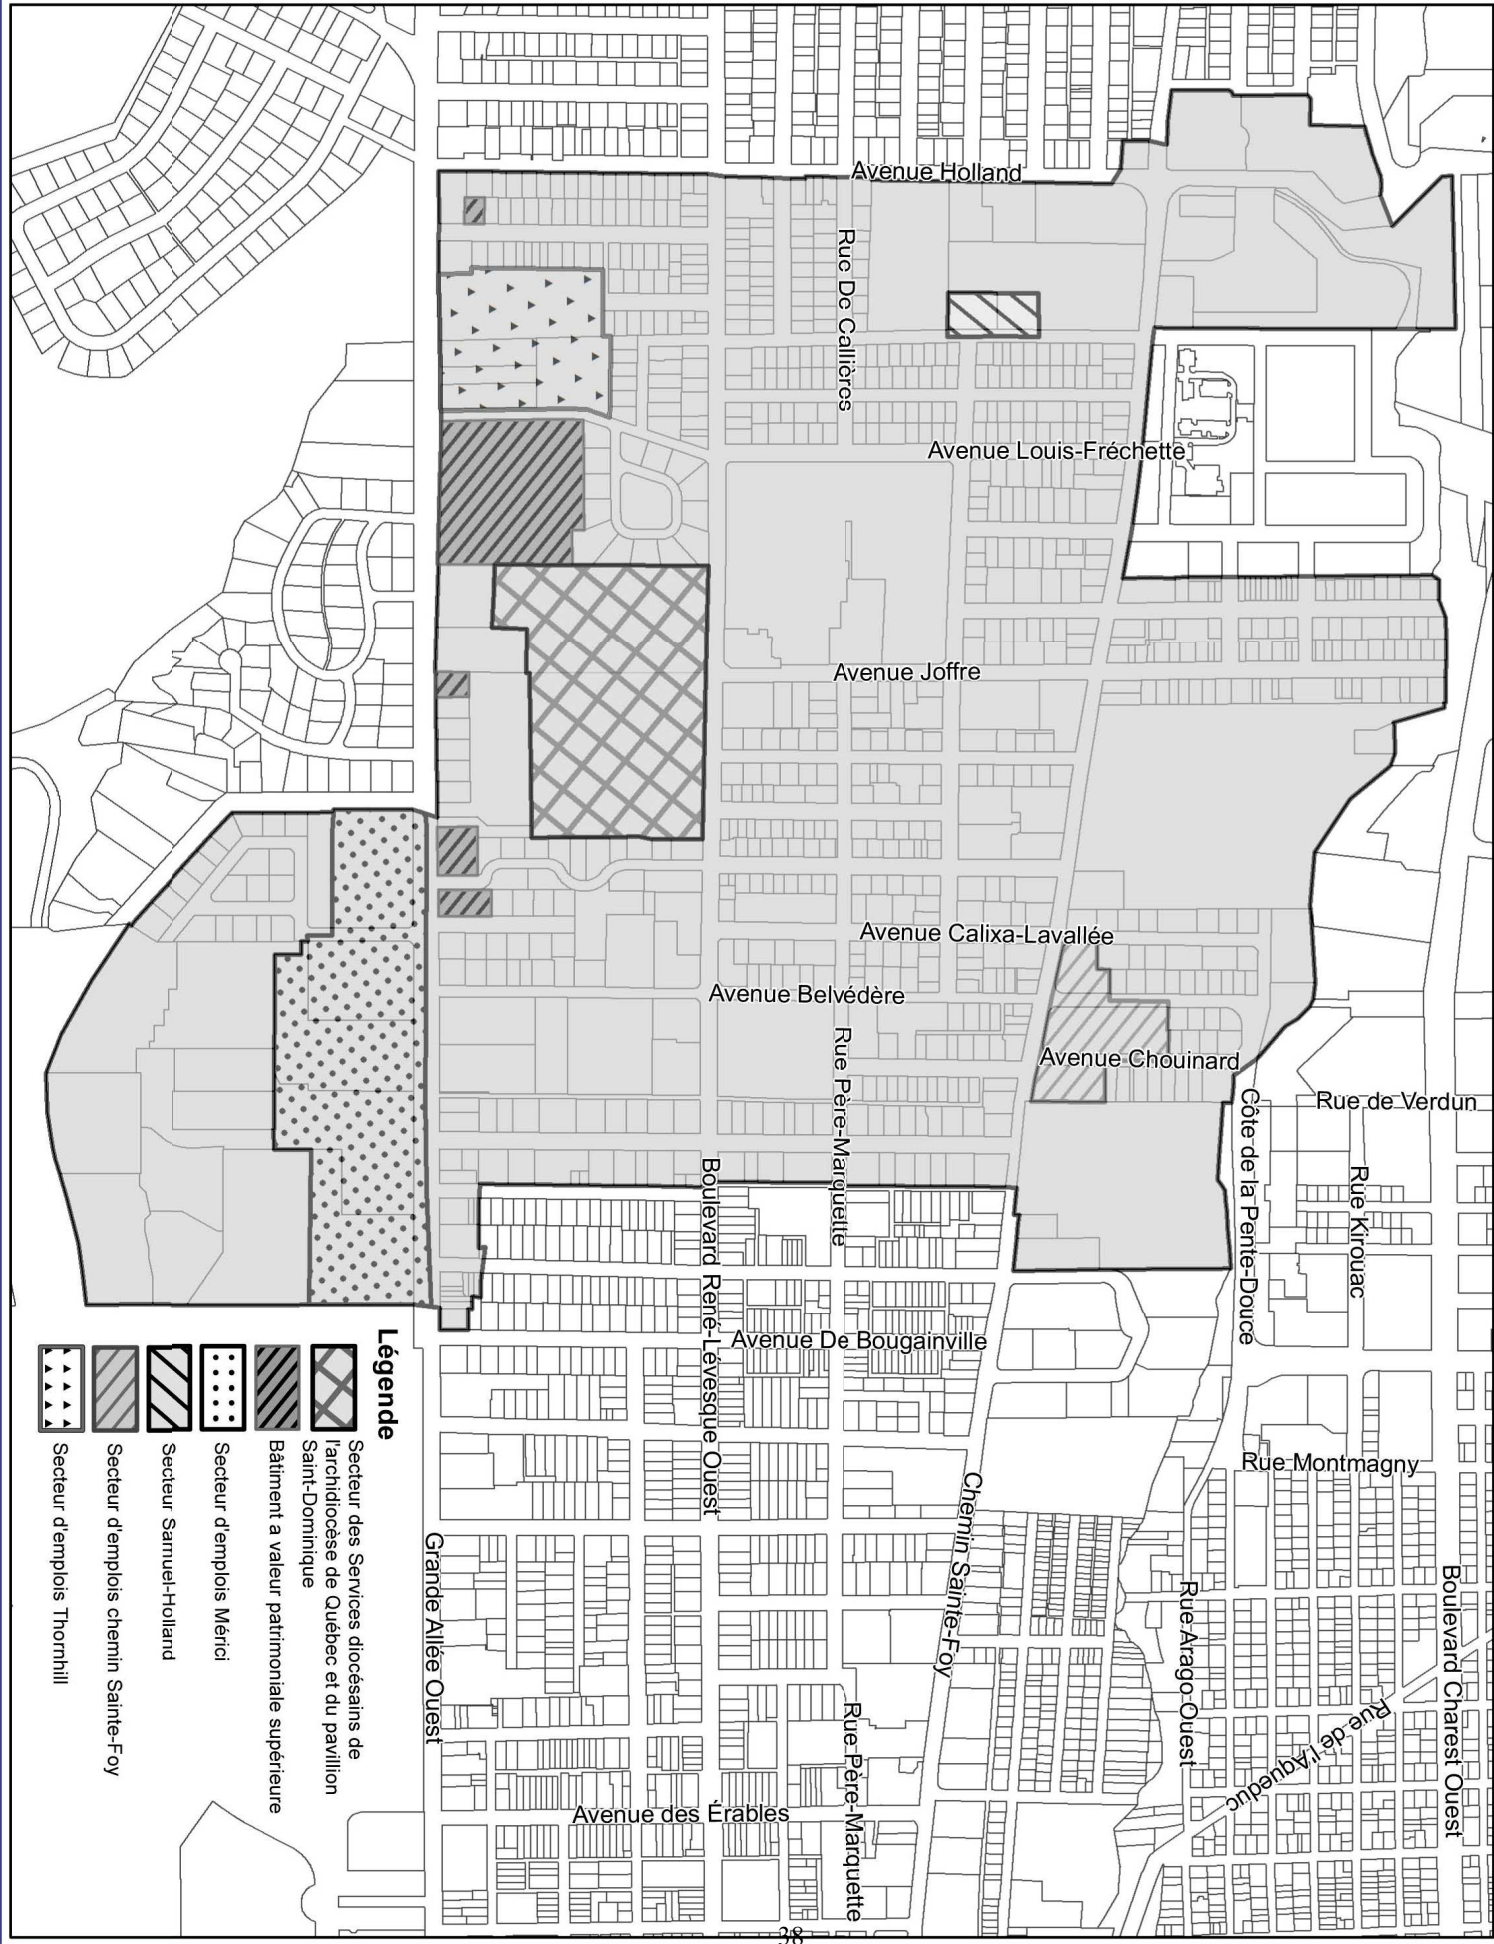 Avenue Holland
Rue De Callières
Avenue Louis-Fréchette
Avenue Joffre
Avenue Calixa-Lavallée
Avenue Belvédère
Rue Père-Marquette
Avenue Chouinard
Rue de Verdun
Côte de la Pente-Douce
Rue Kirouac
Boulevard René-Lévesque Ouest
Avenue De Bougainville
Rue Montmagny
Chemin Sainte-Foy
Grande Allée Ouest
Rue Arago Ouest
Boulevard Charest Ouest
Rue de l'Aqueduc
Rue Père-Marquette
Avenue des Érables
Légende
Secteur des Services diocésains de
l'archidiocèse de Québec et du pavillion
Saint-Dominique
Bâtiment a valeur patrimoniale supérieure
Secteur d'emplois Mérici
Secteur Samuel-Holland
Secteur d'emplois chemin Sainte-Foy
Secteur d'emplois Thornhill
38